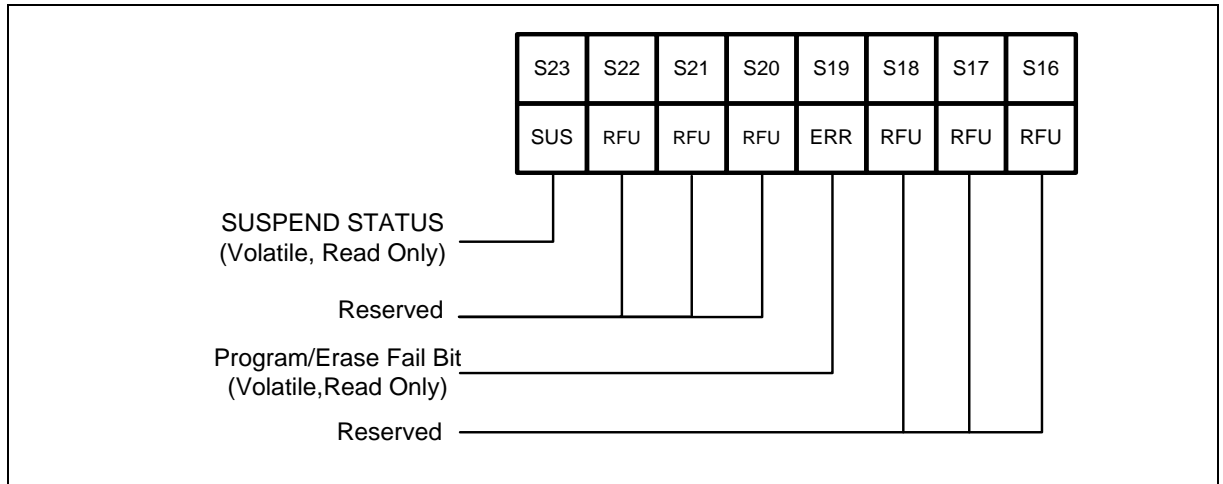 S23 S22 S21 S20 S19 S18 S17 S16
SUS RFU RFU RFU ERR RFU RFU RFU
SUSPEND STATUS
(Volatile, Read Only)
Reserved
Program/Erase Fail Bit
(Volatile,Read Only)
Reserved